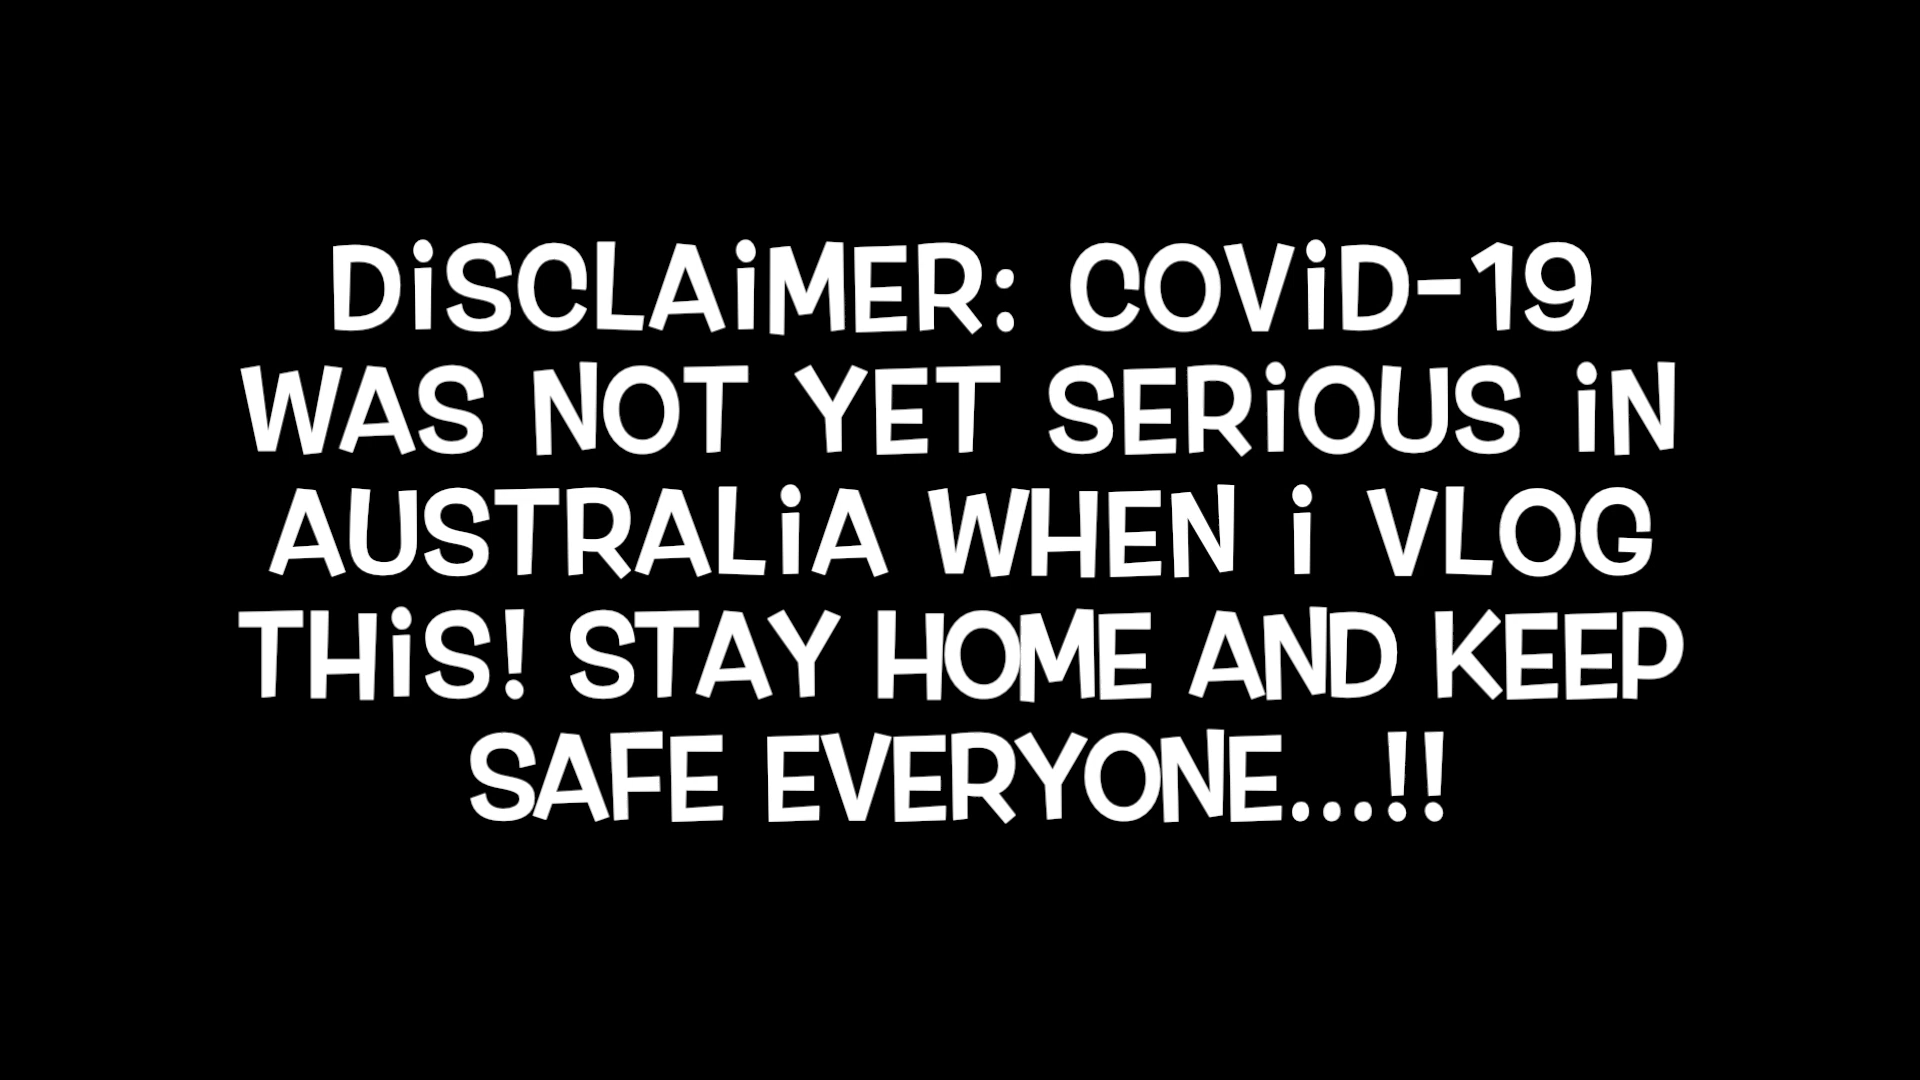 DiSCLAiMER: COViD-19
WAS NOT YET SERiOUS iN
AUSTRALiA WHEN i VLOG
THiS! STAY HOME AND KEEP
SAFE EVERYONE...!!